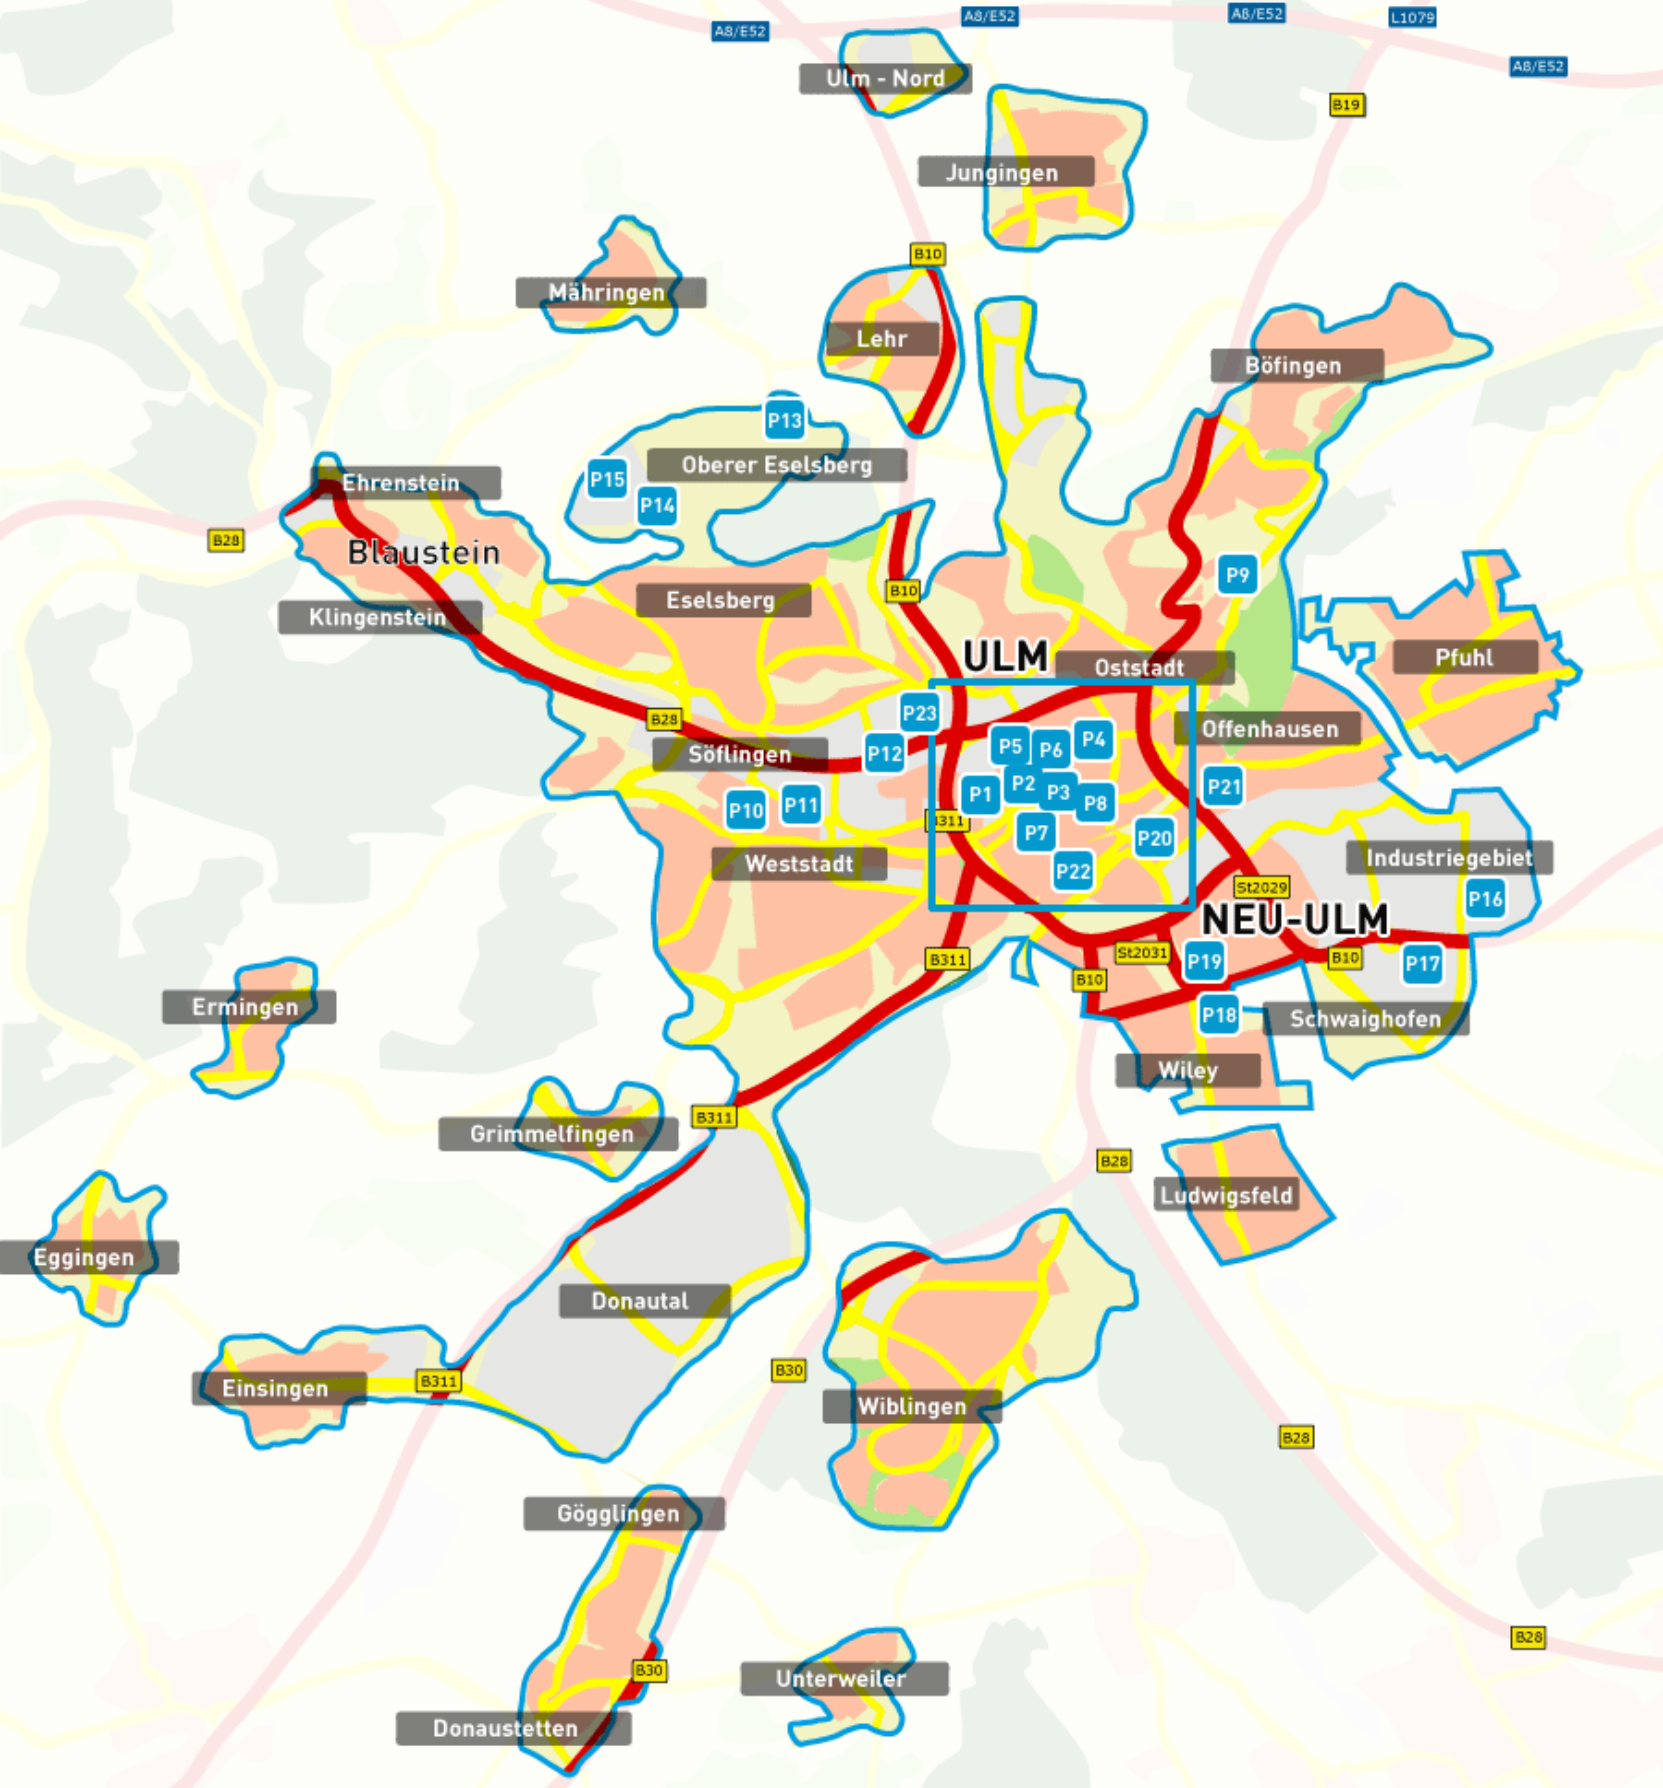 A8/E52
A8/E52
A8/E52
L1079
A8/E52
Ulm - Nord
B19
Jungingen
B10
Mähringen
Lehr
Böfingen
P13
Oberer Eselsberg
P15
P14
Ehrenstein
B28
Blaustein
P9
B10
Eselsberg
Klingenstein
ULM
Oststadt
Pfuhl
P23
B28
Offenhausen
Söflingen
P12
P5
P6
P4
P21
P10
P11
P1
P2
P3
P8
B311
P7
P20
Weststadt
P22
Industriegebiet
St2029
P16
NEU-ULM
B311
St2031
P19
B10
P17
B10
Ermingen
P18
Schwaighofen
Wiley
B311
Grimmelfingen
B28
Ludwigsfeld
Eggingen
Donautal
B30
B311
Einsingen
Wiblingen
B28
Gögglingen
B28
B30
Unterweiler
Donaustetten